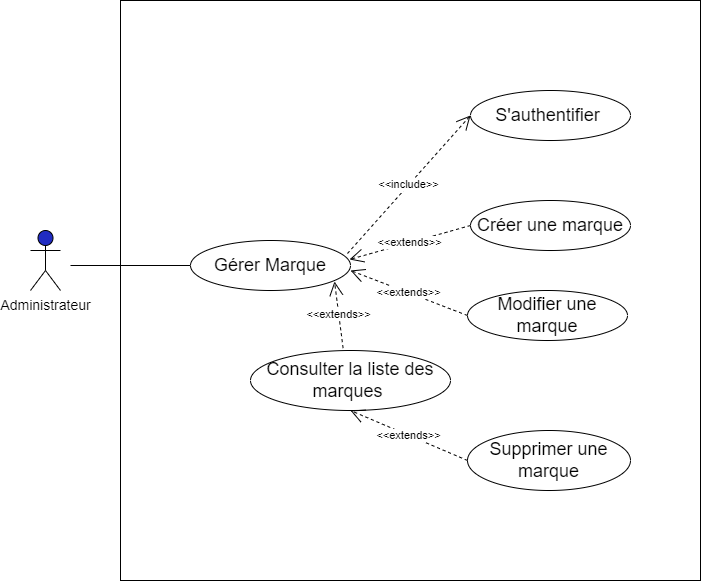 S'authentifier
<<include>>
Créer une marque
<<extends>>
Gérer Marque
Administrateur
<<extends>>
Modifier une
marque
<<extends>>
Consulter la liste des
marques
<<extends>>
Supprimer une
marque